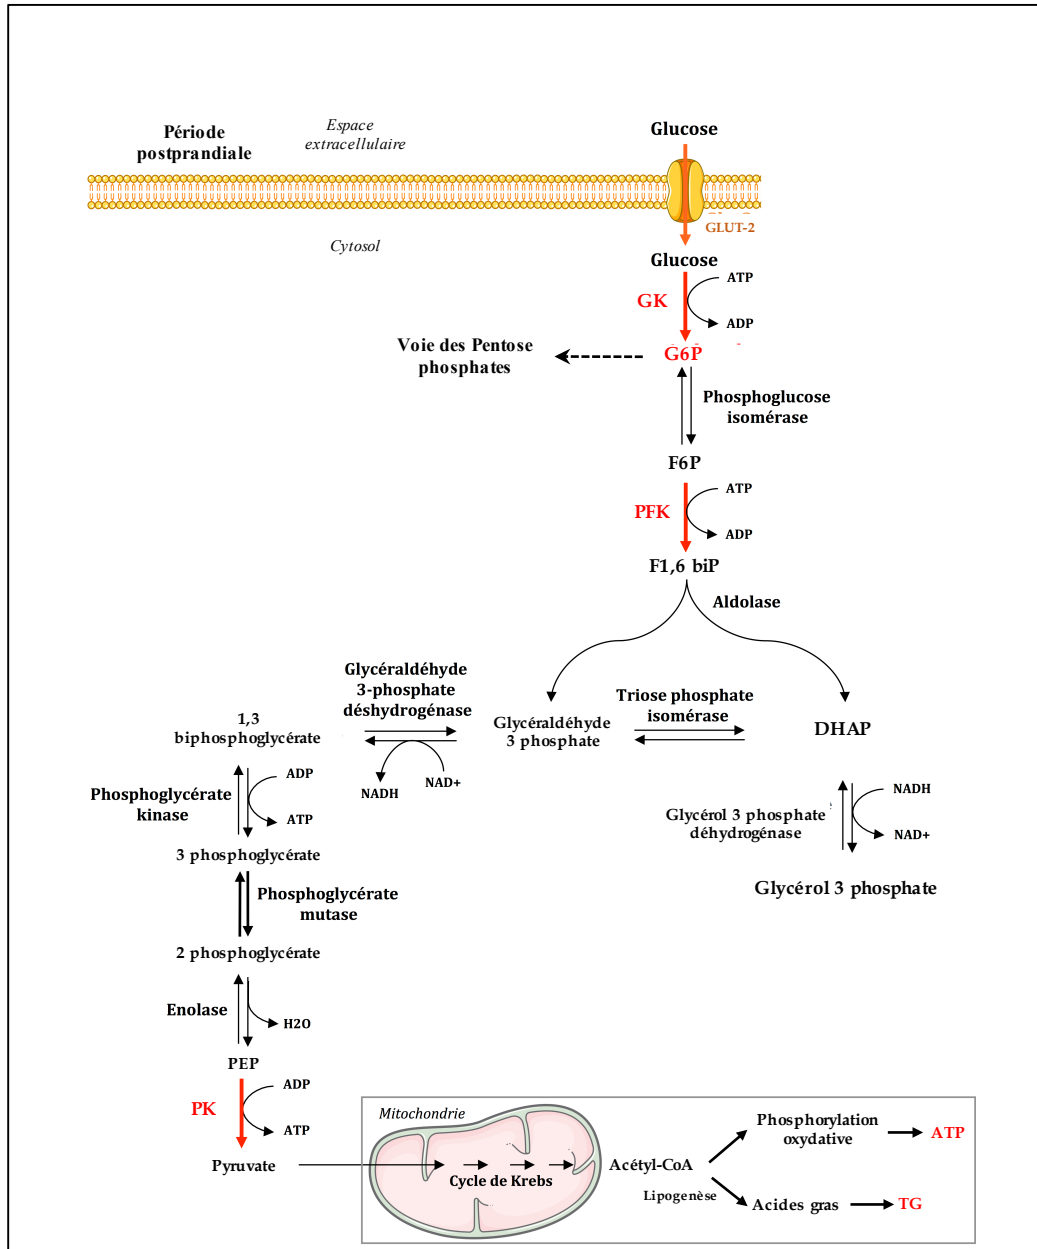 Période
postprandiale
Espace
extracellulaire
Glucose
GLUT-2
Cytosol
Glucose
ATP
GK
ADP
Voie des Pentose
phosphates
G6P
Phosphoglucose
isomérase
F6P
ATP
PFK
ADP
F1,6 biP
Aldolase
Glycéraldéhyde
3-phosphate
déshydrogénase
Triose phosphate
isomérase
1,3
biphosphoglycérate
Glycéraldéhyde
3 phosphate
DHAP
NADH
NAD+
ADP
Phosphoglycérate
kinase
ATP
NADH
Glycérol 3 phosphate
déhydrogénase
NAD+
3 phosphoglycérate
Glycérol 3 phosphate
Phosphoglycérate
mutase
2 phosphoglycérate
Enolase
H2O
PEP
ADP
PK
ATP
Pyruvate
Mitochondrie
Cycle de Krebs
Acétyl-CoA
Phosphorylation
oxydative
ATP
Lipogenèse
Acides gras
TG